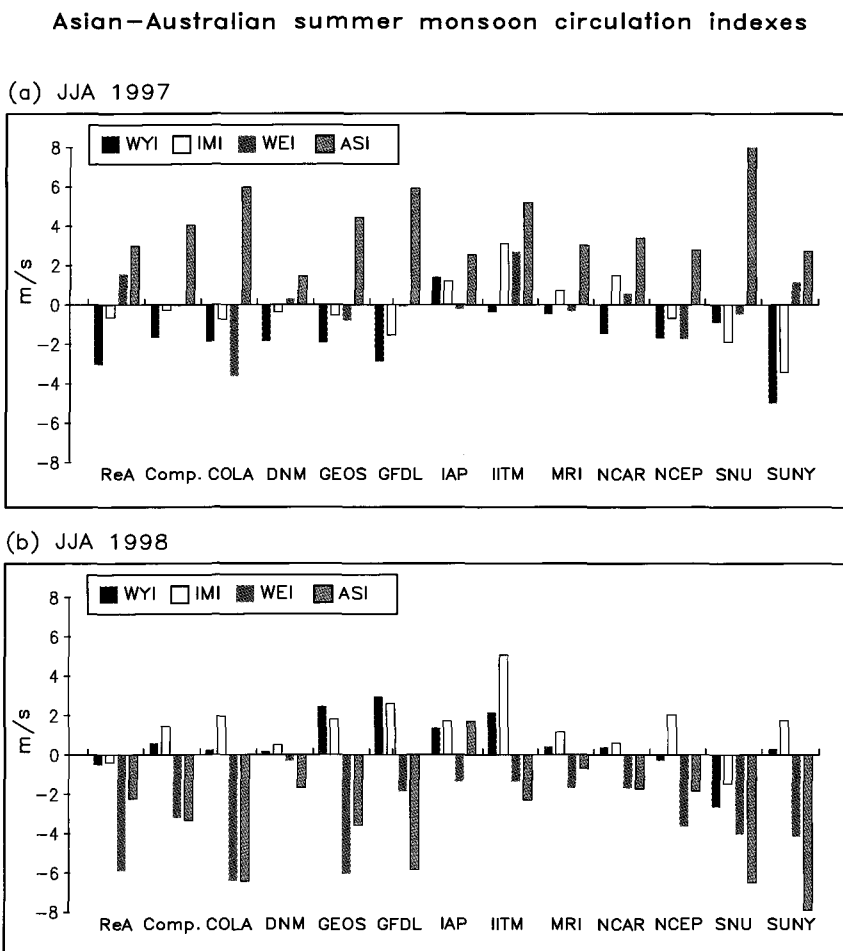 Asian–Australian summer monsoon circulation indexes
(a) JJA 1997
WYI IMI WEI ASI
8
6
4
2
0
−2
−4
−6
−8
m/s
ReA Comp. COLA DNM GEOS GFDL IAP IITM MRI NCAR NCEP SNU SUNY
(b) JJA 1998
WYI IMI WEI ASI
8
6
4
2
0
−2
−4
−6
−8
m/s
ReA Comp. COLA DNM GEOS GFDL IAP IITM MRI NCAR NCEP SNU SUNY